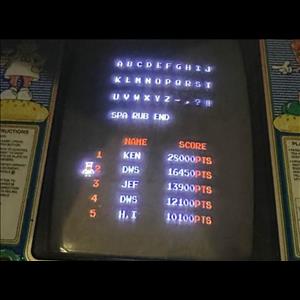 A B C D E F G H I J
K L M N O P Q R S T
U V W X Y Z - . ? !!
SPA RUB END
NAME SCORE
1 KEN 28000PTS
2 DWS 16450PTS
3 JEF 13900PTS
4 DWS 12100PTS
5 H,I 10100PTS